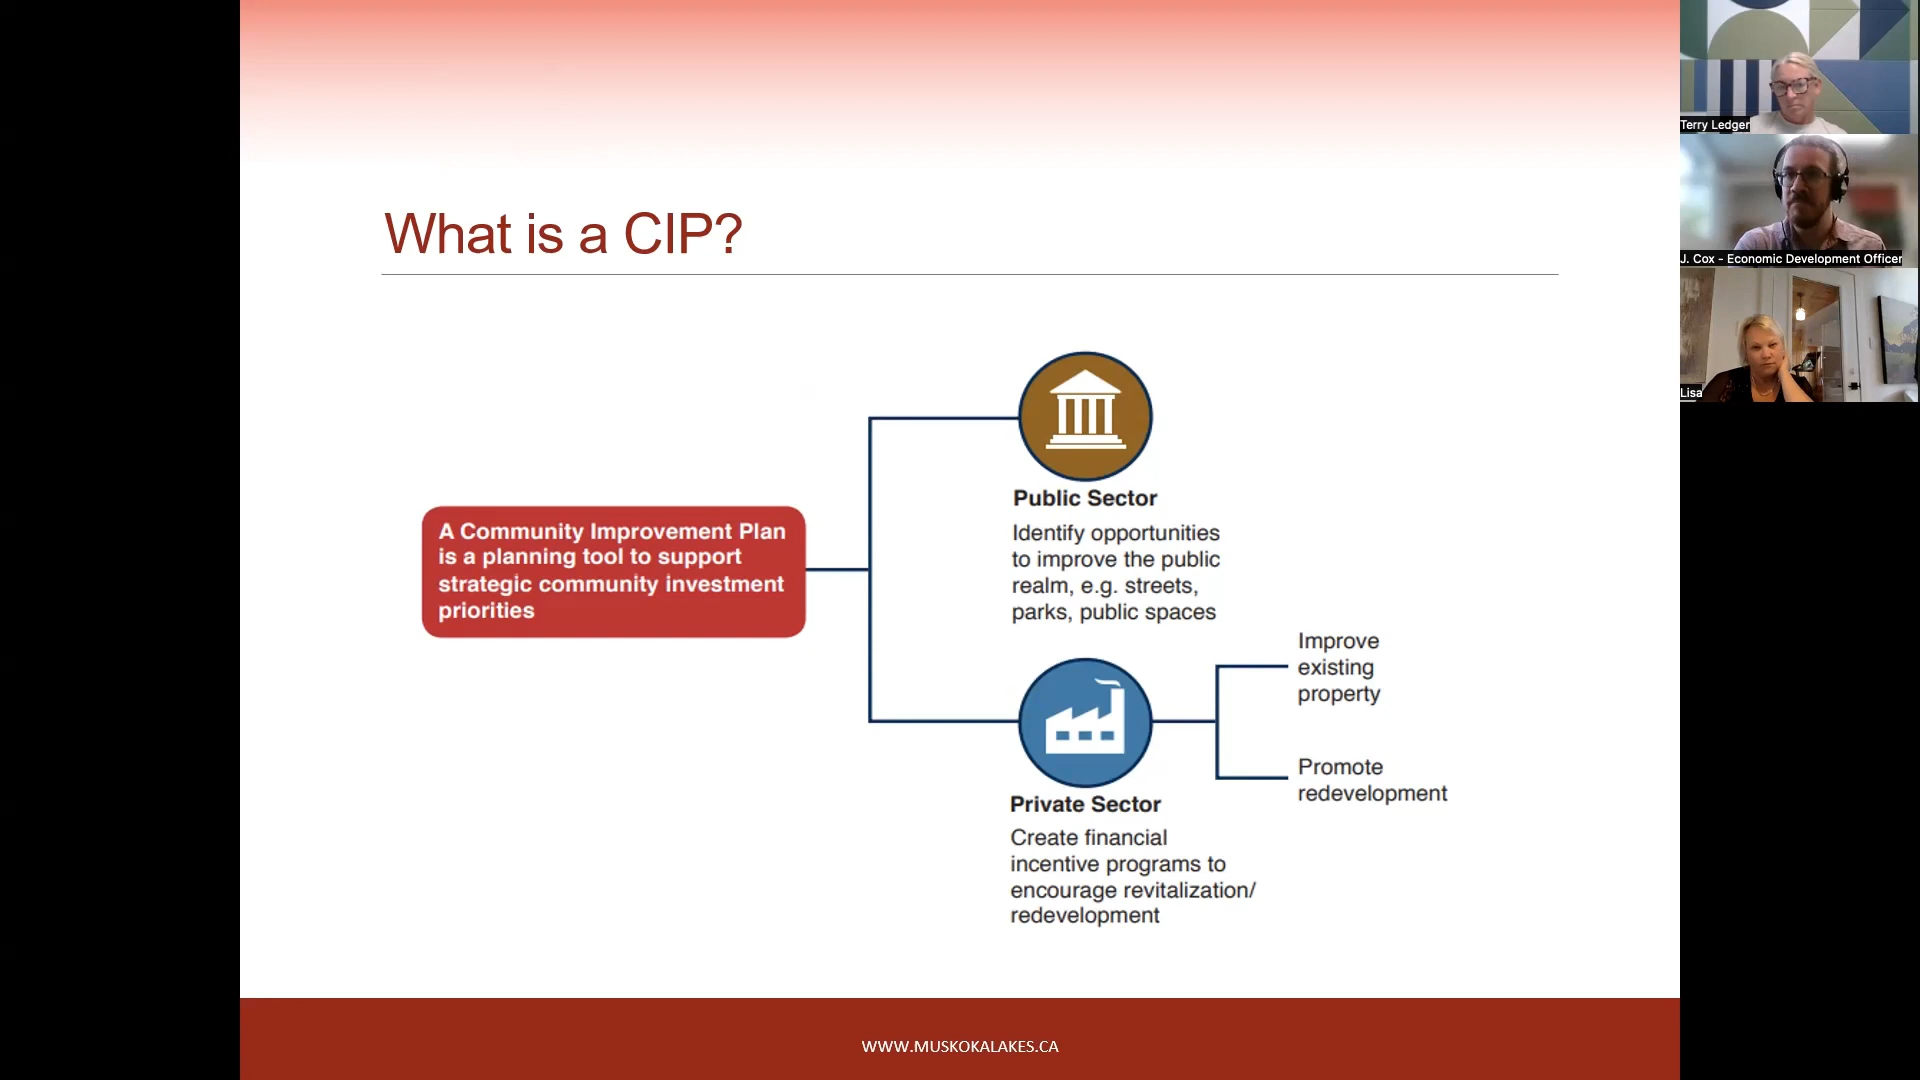 What is a CIP?
A Community Improvement Plan
is a planning tool to support
strategic community investment
priorities
Public Sector
Identify opportunities
to improve the public
realm, e.g. streets,
parks, public spaces
Private Sector
Create financial
incentive programs to
encourage revitalization/
redevelopment
Improve
existing
property
Promote
redevelopment
WWW.MUSKOKALAKES.CA
Terry Ledger
J. Cox - Economic Development Officer
Lisa